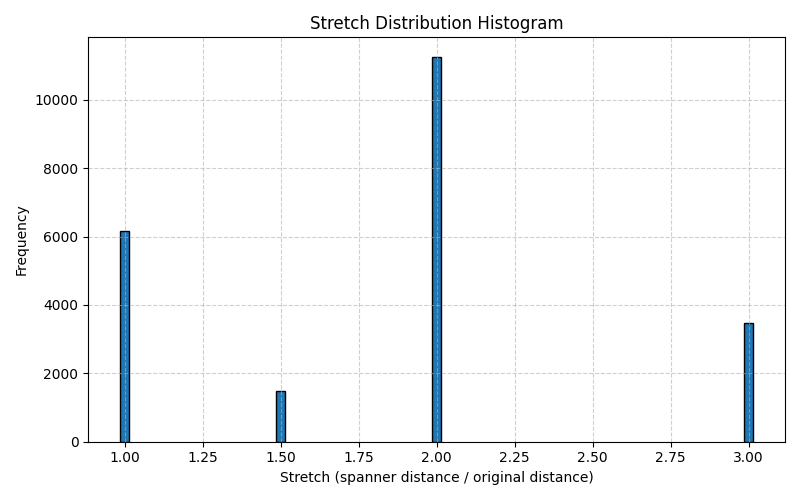 Stretch Distribution Histogram
Frequency
10000
8000
6000
4000
2000
0
1.00 1.25 1.50 1.75 2.00 2.25 2.50 2.75 3.00
Stretch (spanner distance / original distance)